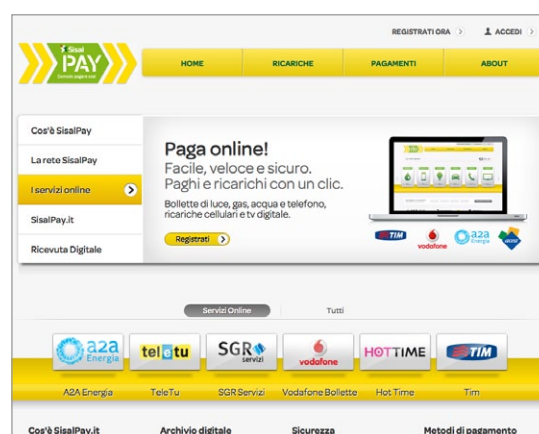 REGISTRATI ORA
ACCEDI
Sisal
PAY
HOME
RICARICHE
PAGAMENTI
ABOUT
Cos'è SisalPay
La rete SisalPay
I servizi online
SisalPay.it
Ricevuta Digitale
Paga online!
Facile, veloce e sicuro.
Paghi e ricarichi con un clic.
Bollette di luce, gas, acqua e telefono,
ricariche cellulari e tv digitale.
Registrati
TIM
vodafone
a2a
Energia
Servizi Online
Tutti
a2a
Energia
tel e tu
SGR
servizi
vodafone
HOTTIME
TIM
A2A Energia
TeleTu
SGR Servizi
Vodafone Bollette
Hot Time
Tim
Cos'è SisalPay.it
Archivio digitale
Sicurezza
Metodi di pagamento